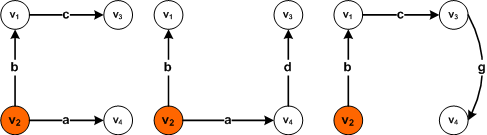 v₁ c v₃ v₁ v₃ v₁ c v₃
b b d b g
v₂ a v₄ v₂ a v₄ v₂ v₄